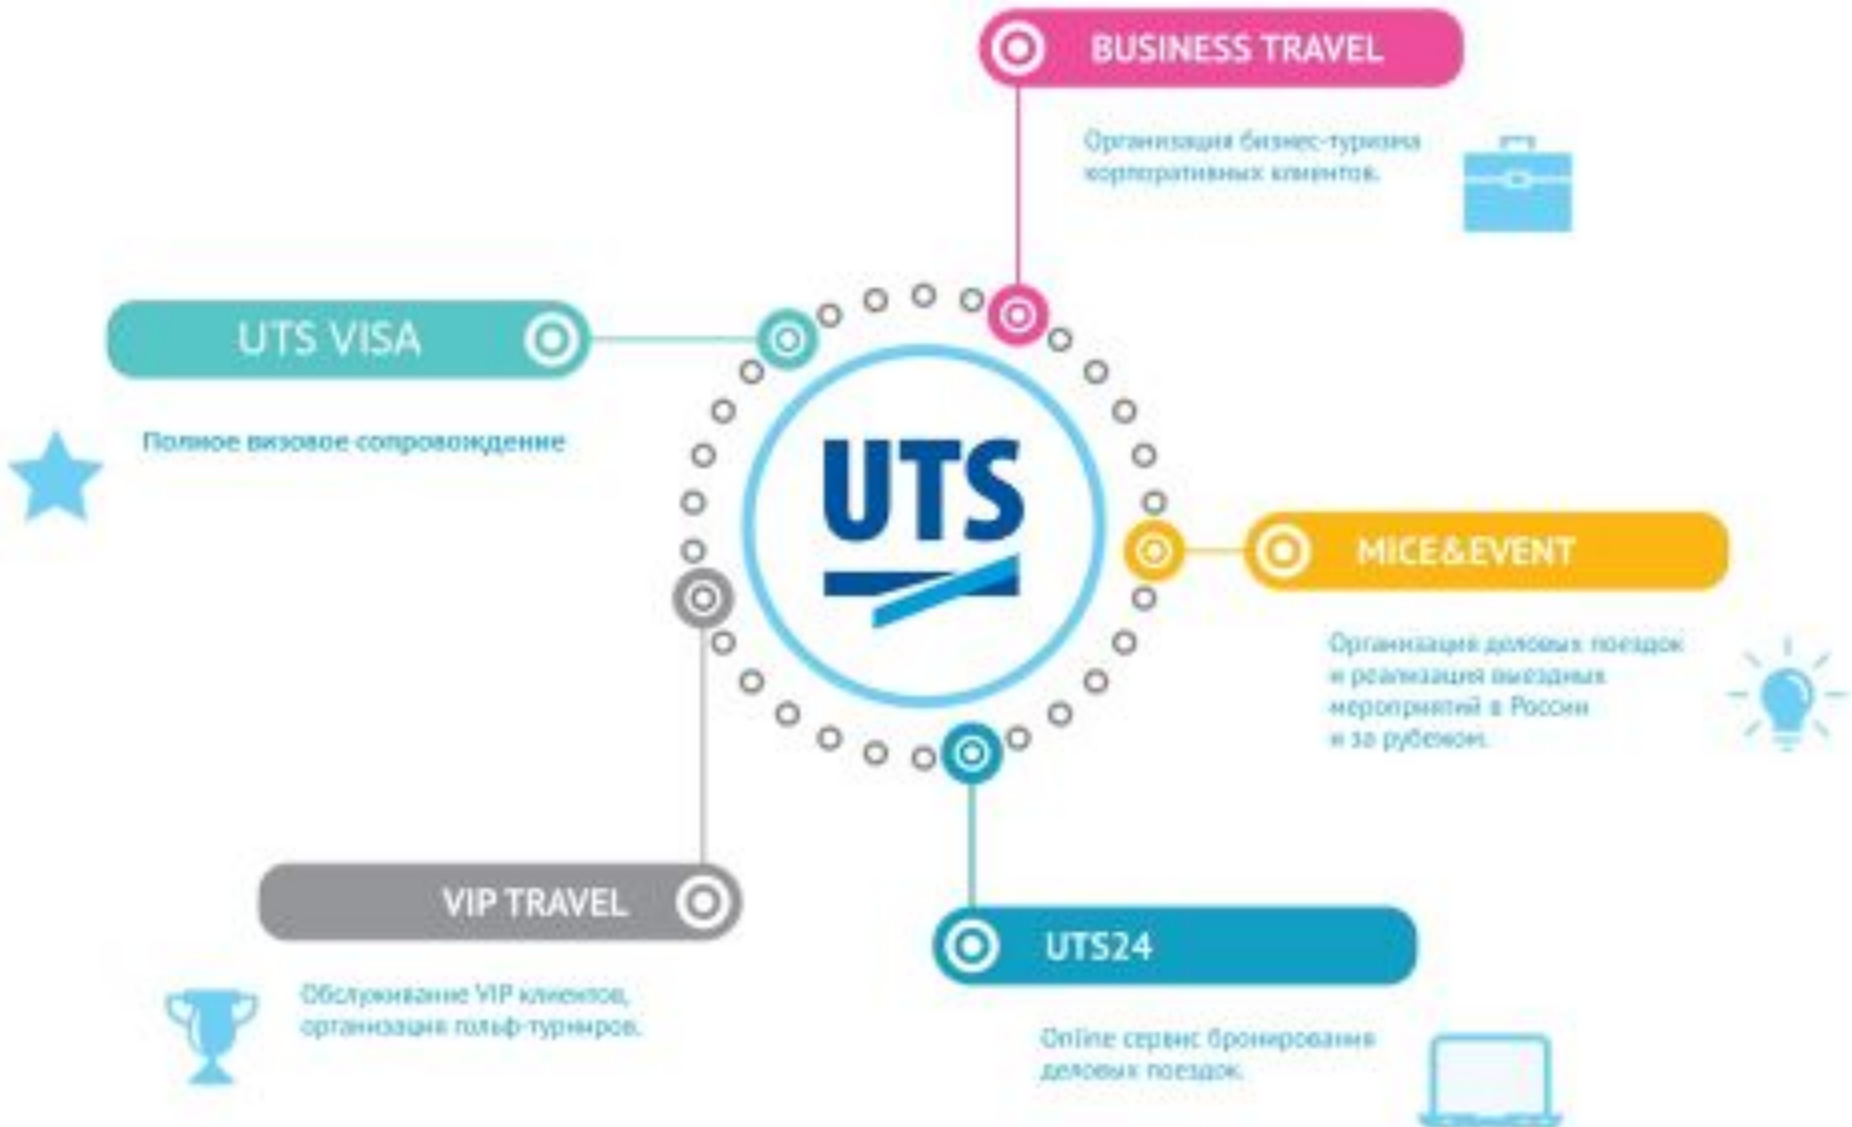 BUSINESS TRAVEL
Организация бизнес-туризма
корпоративных клиентов.
UTS VISA
Полное визовое сопровождение
UTS
MICE&EVENT
Организация деловых поездок
и реализация выездных
мероприятий в России
и за рубежом.
VIP TRAVEL
Обслуживание VIP клиентов,
организация гольф-турниров.
UTS24
Online сервис бронирования
деловых поездок.